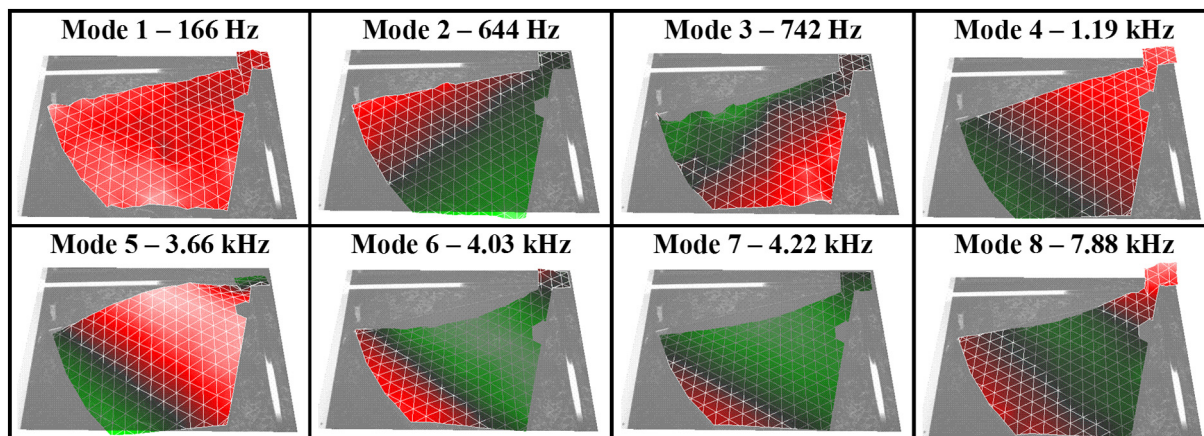 Mode 1 – 166 Hz
Mode 2 – 644 Hz
Mode 3 – 742 Hz
Mode 4 – 1.19 kHz
Mode 5 – 3.66 kHz
Mode 6 – 4.03 kHz
Mode 7 – 4.22 kHz
Mode 8 – 7.88 kHz